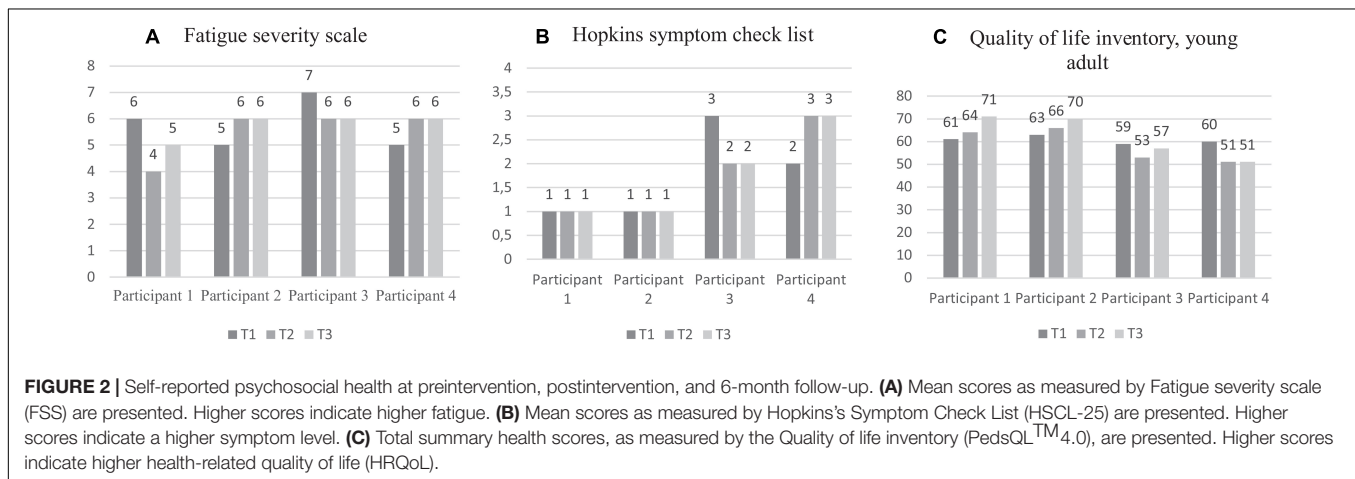 A Fatigue severity scale
8
7
6
5
4
3
2
1
0
6 4 5
5 6 6
7 6 6
5 6 6
Participant 1 Participant 2 Participant 3 Participant 4
T1 T2 T3
B Hopkins symptom check list
4
3,5
3
2,5
2
1,5
1
0,5
0
1 1 1
1 1 1
3 2 2
2 3 3
Participant Participant Participant Participant
1 2 3 4
T1 T2 T3
C Quality of life inventory, young
adult
80
70
60
50
40
30
20
10
0
61 64 71
63 66 70
59 53 57
60 51 51
Participant 1 Participant 2 Participant 3 Participant 4
T1 T2 T3
FIGURE 2 | Self-reported psychosocial health at preintervention, postintervention, and 6-month follow-up. (A) Mean scores as measured by Fatigue severity scale
(FSS) are presented. Higher scores indicate higher fatigue. (B) Mean scores as measured by Hopkins's Symptom Check List (HSCL-25) are presented. Higher
scores indicate a higher symptom level. (C) Total summary health scores, as measured by the Quality of life inventory (PedsQL™4.0), are presented. Higher scores
indicate higher health-related quality of life (HRQoL).